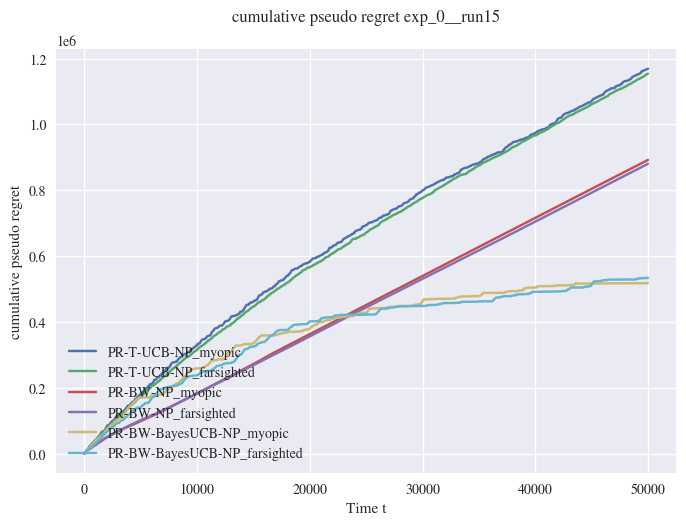 cumulative pseudo regret exp_0__run15
1e6
1.2
1.0
0.8
0.6
0.4
0.2
0.0
cumulative pseudo regret
PR-T-UCB-NP_myopic
PR-T-UCB-NP_farsighted
PR-BW-NP_myopic
PR-BW-NP_farsighted
PR-BW-BayesUCB-NP_myopic
PR-BW-BayesUCB-NP_farsighted
0 10000 20000 30000 40000 50000
Time t